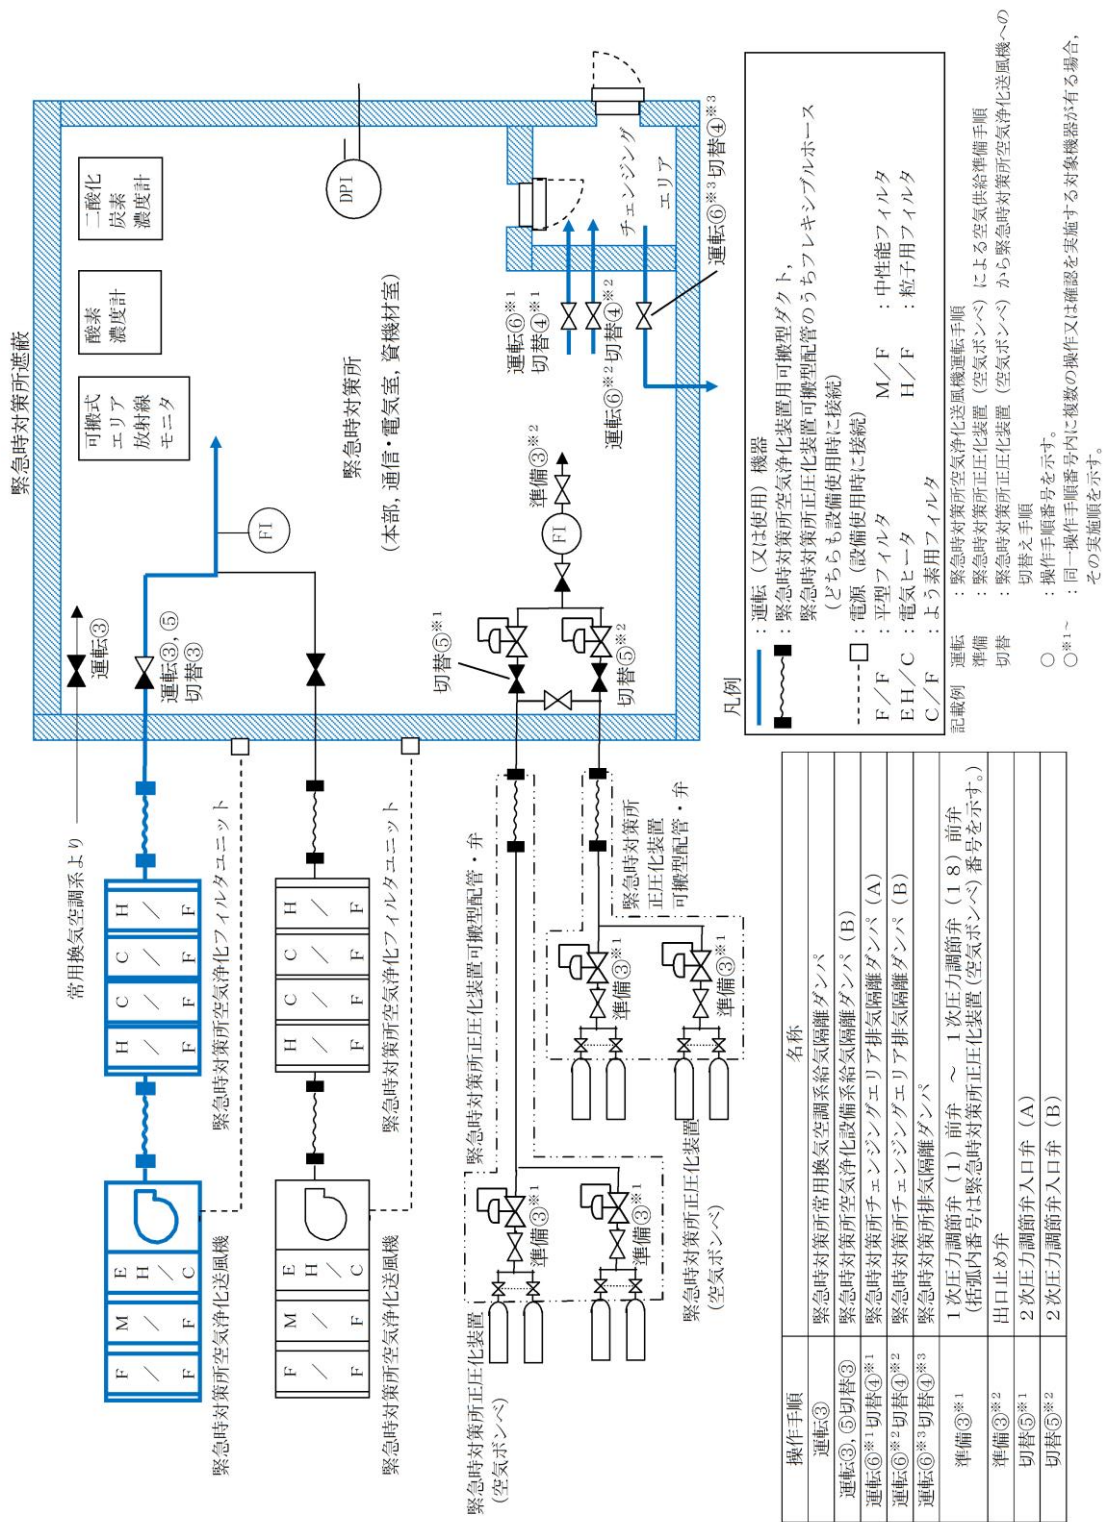 緊急時対策所遮蔽
常用換気空調系より
運転③
運転③,⑤
切替③
可搬式
エリア
放射線
モニタ
酸素
濃度計
二酸化
炭素
濃度計
FI
DPI
緊急時対策所
(本部,通信・電気室,資機材室)
F/F
M/F
EH/C
H/F
C/F
C/F
H/F
緊急時対策所空気浄化送風機
緊急時対策所空気浄化フィルタユニット
F/F
M/F
EH/C
H/F
C/F
C/F
H/F
緊急時対策所空気浄化送風機
緊急時対策所空気浄化フィルタユニット
緊急時対策所正圧化装置
(空気ボンベ)
緊急時対策所正圧化装置可搬型配管・弁
準備③※1
準備③※1
緊急時対策所正圧化装置
(空気ボンベ)
準備③※1
準備③※1
緊急時対策所
正圧化装置
可搬型配管・弁
切替⑤※1
切替⑤※2
FI
準備③※2
運転⑥※1
切替④※1
運転⑥※2切替④※2
チェンジング
エリア
運転⑥※3切替④※3
操作手順 名称
運転③ 緊急時対策所常用換気空調系給気隔離ダンパ
運転③,⑤切替③ 緊急時対策所空気浄化設備系給気隔離ダンパ(B)
運転⑥※1切替④※1 緊急時対策所チェンジングエリア排気隔離ダンパ(A)
運転⑥※2切替④※2 緊急時対策所チェンジングエリア排気隔離ダンパ(B)
運転⑥※3切替④※3 緊急時対策所排気隔離ダンパ
準備③※1 1次圧力調節弁(1)前弁 ~ 1次圧力調節弁(18)前弁
(括弧内番号は緊急時対策所正圧化装置(空気ボンベ)番号を示す。)
準備③※2 出口止め弁
切替⑤※1 2次圧力調節弁入口弁(A)
切替⑤※2 2次圧力調節弁入口弁(B)
凡例
:運転(又は使用)機器
:緊急時対策所空気浄化装置用可搬型ダクト,
緊急時対策所正圧化装置可搬型配管のうちフレキシブルホース
(どちらも設備使用時に接続)
:電源(設備使用時に接続)
F/F :平型フィルタ M/F :中性能フィルタ
EH/C :電気ヒータ H/F :粒子用フィルタ
C/F :よう素用フィルタ
記載例 運転 :緊急時対策所空気浄化送風機運転手順
準備 :緊急時対策所正圧化装置(空気ボンベ)による空気供給準備手順
切替 :緊急時対策所正圧化装置(空気ボンベ)から緊急時対策所空気浄化送風機への
切替え手順
○ :操作手順番号を示す。
○※1~ :同一操作手順番号内に複数の操作又は確認を実施する対象機器が有る場合,
その実施順を示す。